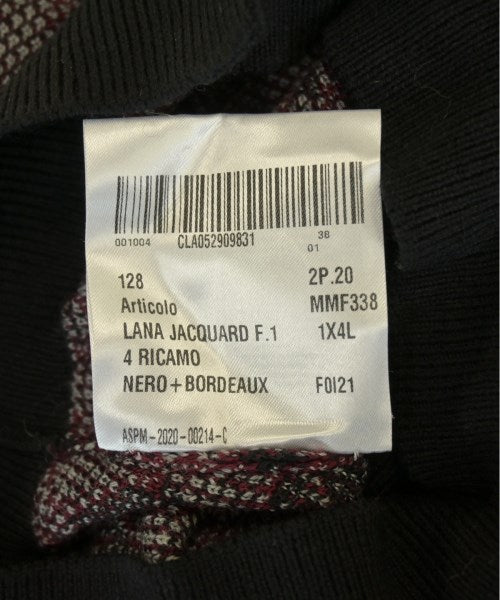 001004 CLA052909831 38
01
128 2P.20
Articolo MMF338
LANA JACQUARD F.1 1X4L
4 RICAMO
NERO+BORDEAUX F0I21
ASPM-2020-00214-C